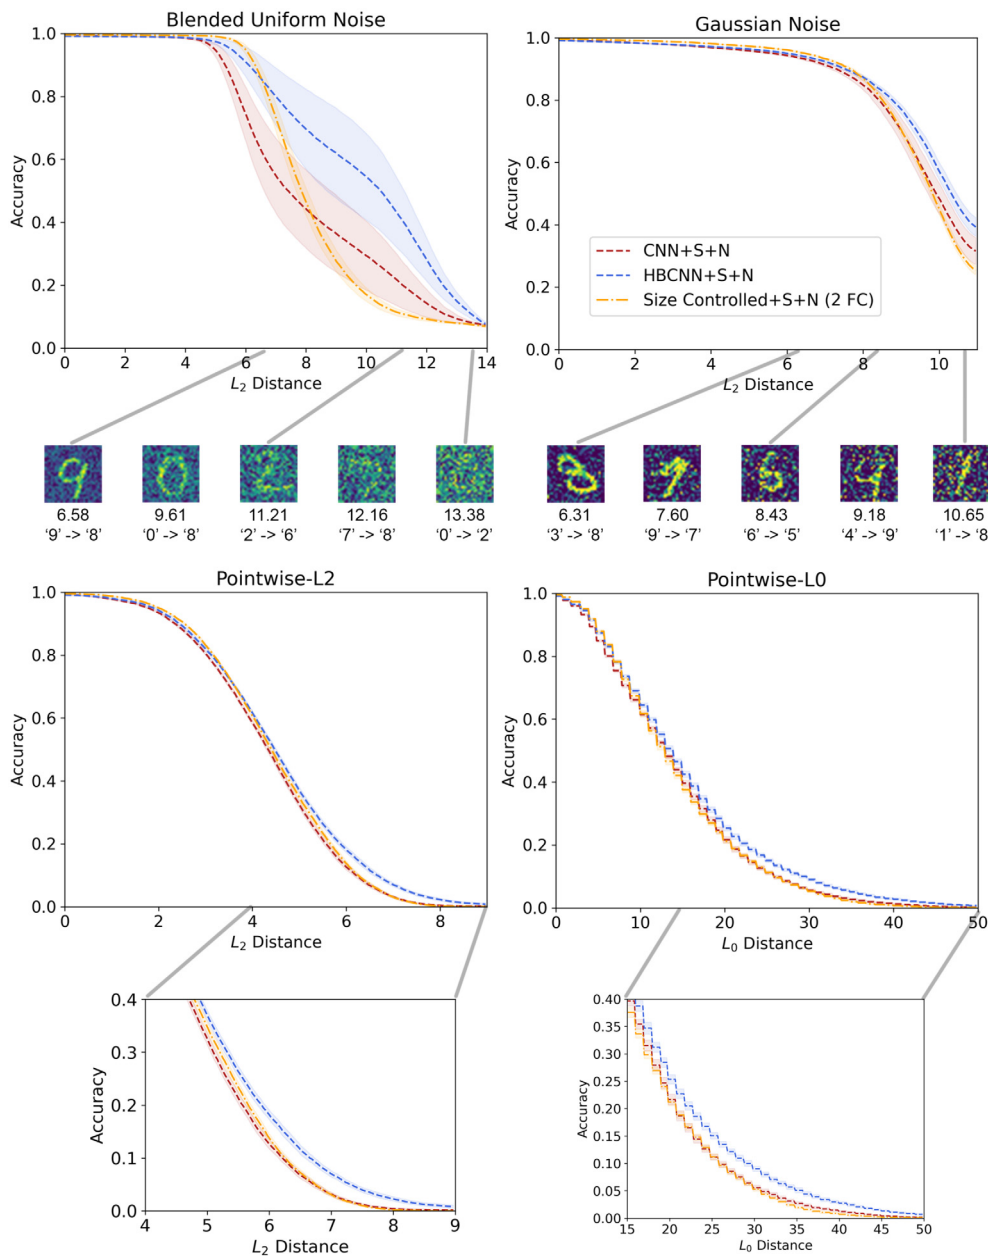 Blended Uniform Noise
1.0
0.8
0.6
0.4
0.2
0.0
Accuracy
0 2 4 6 8 10 12 14
L2 Distance
Gaussian Noise
1.0
0.8
0.6
0.4
0.2
0.0
Accuracy
CNN+S+N
HBCNN+S+N
Size Controlled+S+N (2 FC)
0 2 4 6 8 10
L2 Distance
6.58 9.61 11.21 12.16 13.38
‘9’ -> ‘8’ ‘0’ -> ‘8’ ‘2’ -> ‘6’ ‘7’ -> ‘8’ ‘0’ -> ‘2’
6.31 7.60 8.43 9.18 10.65
‘3’ -> ‘8’ ‘9’ -> ‘7’ ‘6’ -> ‘5’ ‘4’ -> ‘9’ ‘1’ -> ‘8
Pointwise-L2
1.0
0.8
0.6
0.4
0.2
0.0
Accuracy
0 2 4 6 8
L2 Distance
Pointwise-L0
1.0
0.8
0.6
0.4
0.2
0.0
Accuracy
0 10 20 30 40 50
L0 Distance
0.4
0.3
0.2
0.1
0.0
Accuracy
4 5 6 7 8 9
L2 Distance
0.40
0.35
0.30
0.25
0.20
0.15
0.10
0.05
0.00
Accuracy
15 20 25 30 35 40 45 50
L0 Distance